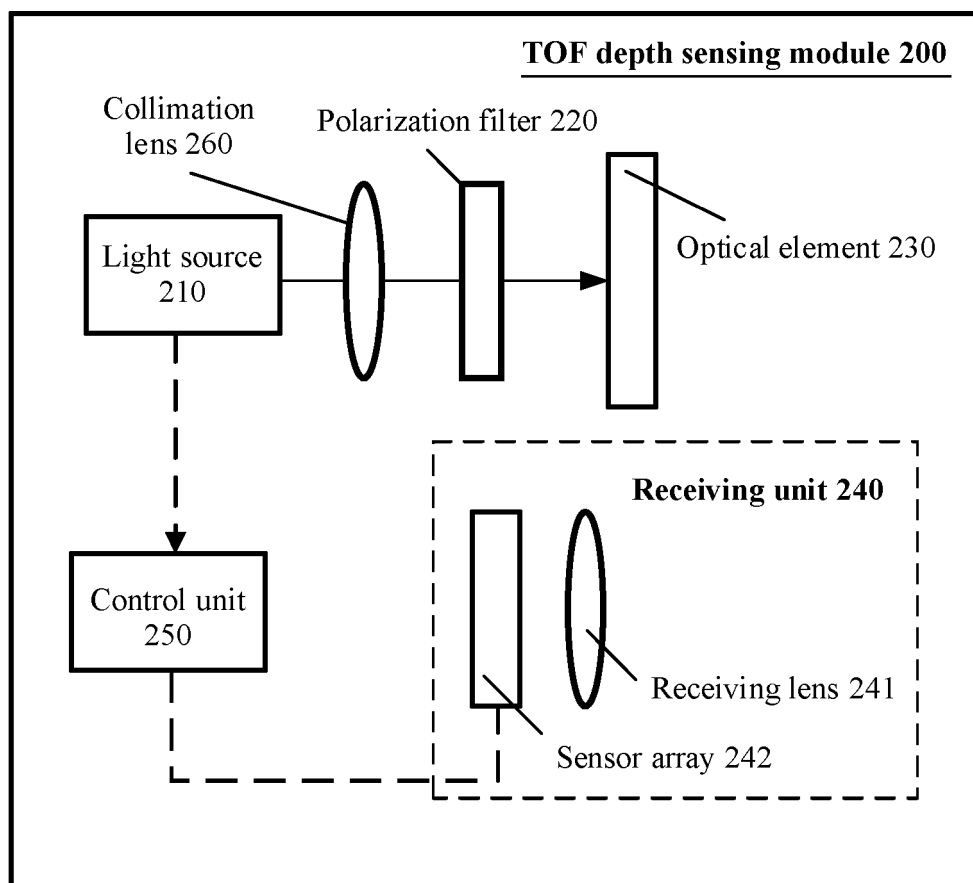 TOF depth sensing module 200
Collimation
lens 260
Polarization filter 220
Light source
210
Optical element 230
Receiving unit 240
Control unit
250
Receiving lens 241
Sensor array 242